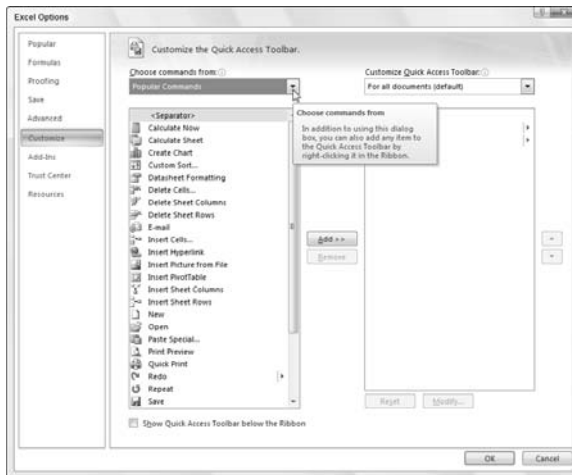 Excel Options
Popular
Formulas
Proofing
Save
Advanced
Customize
Add-Ins
Trust Center
Resources
Customize the Quick Access Toolbar.
Choose commands from:
Popular Commands
Customize Quick Access Toolbar:
For all documents (default)
Choose commands from
In addition to using this dialog
box, you can also add any item to
the Quick Access Toolbar by
right-clicking it in the Ribbon.
<Separator>
Calculate Now
Calculate Sheet
Create Chart
Custom Sort...
Datasheet Formatting
Delete Cells...
Delete Sheet Columns
Delete Sheet Rows
E-mail
Insert Cells...
Insert Hyperlink
Insert Picture from File
Insert PivotTable
Insert Sheet Columns
Insert Sheet Rows
New
Open
Paste Special...
Print Preview
Quick Print
Redo
Repeat
Save
Add >>
Remove
Reset
Modify...
Show Quick Access Toolbar below the Ribbon
OK
Cancel